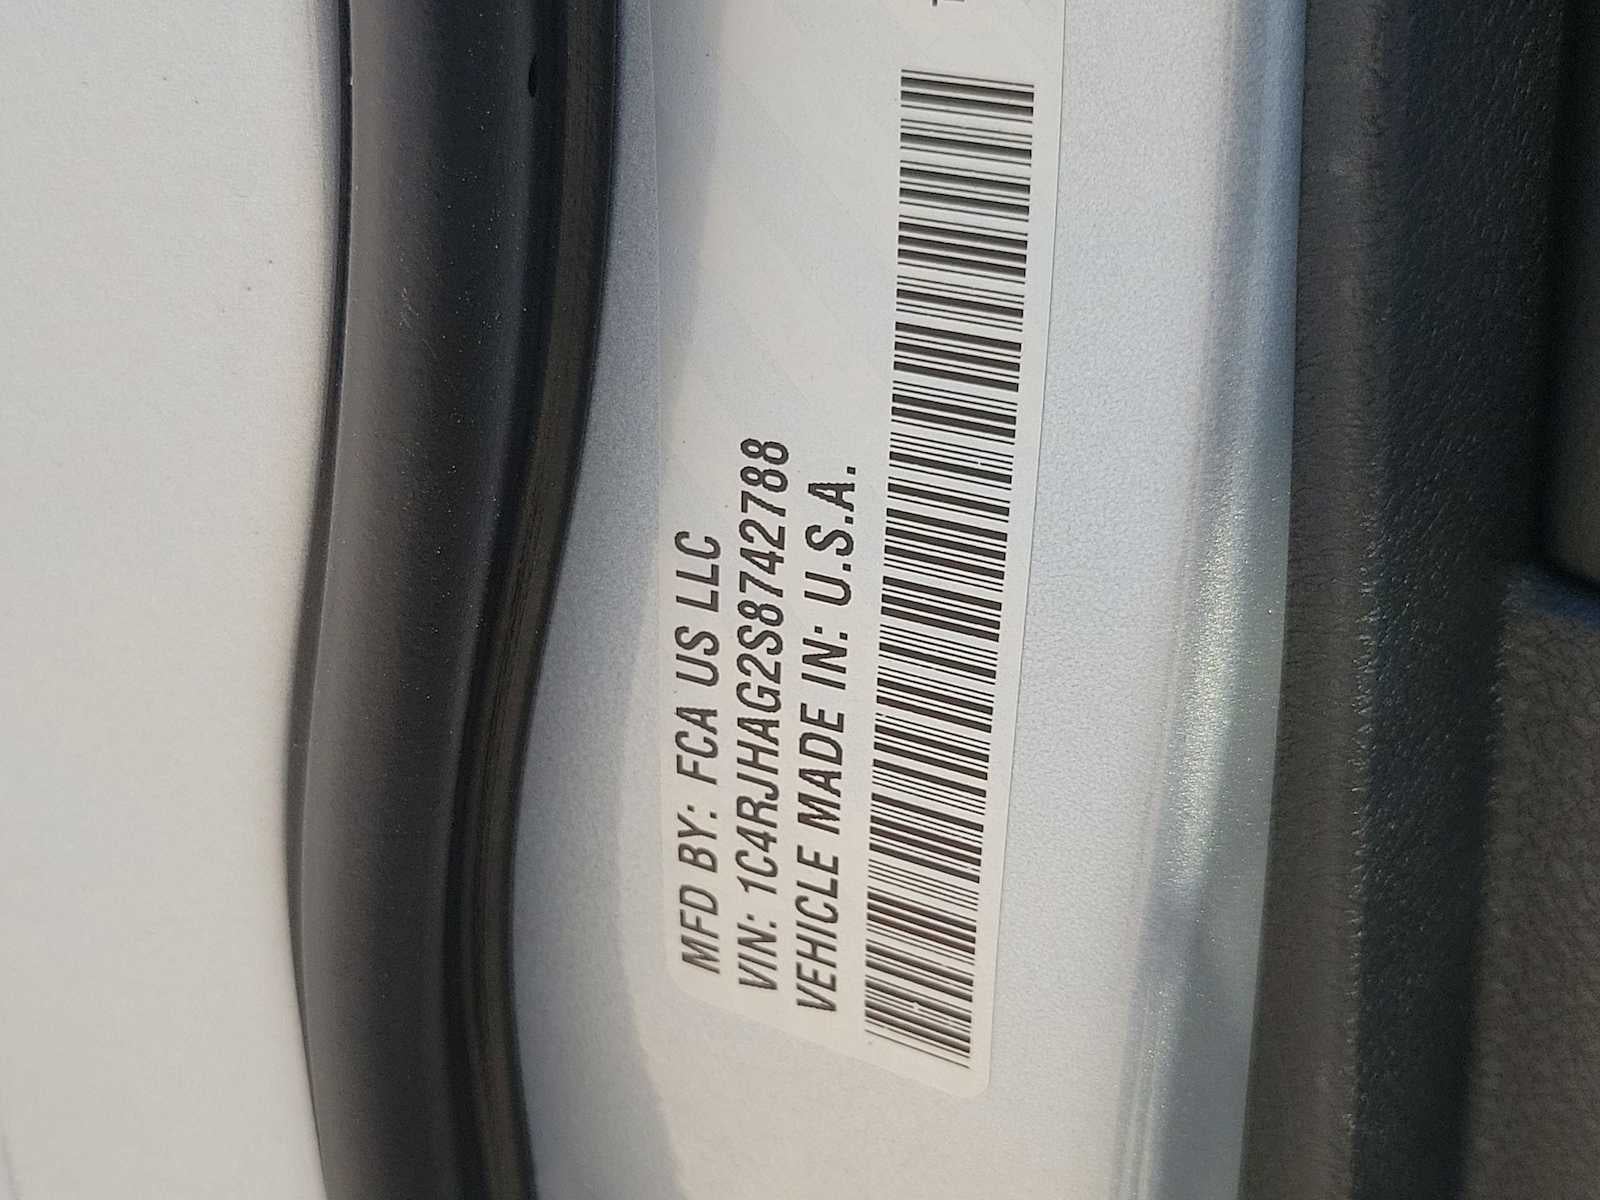 MFD BY: FCA US LLC
VIN: 1C4RJHAG2S8742788
VEHICLE MADE IN: U.S.A.